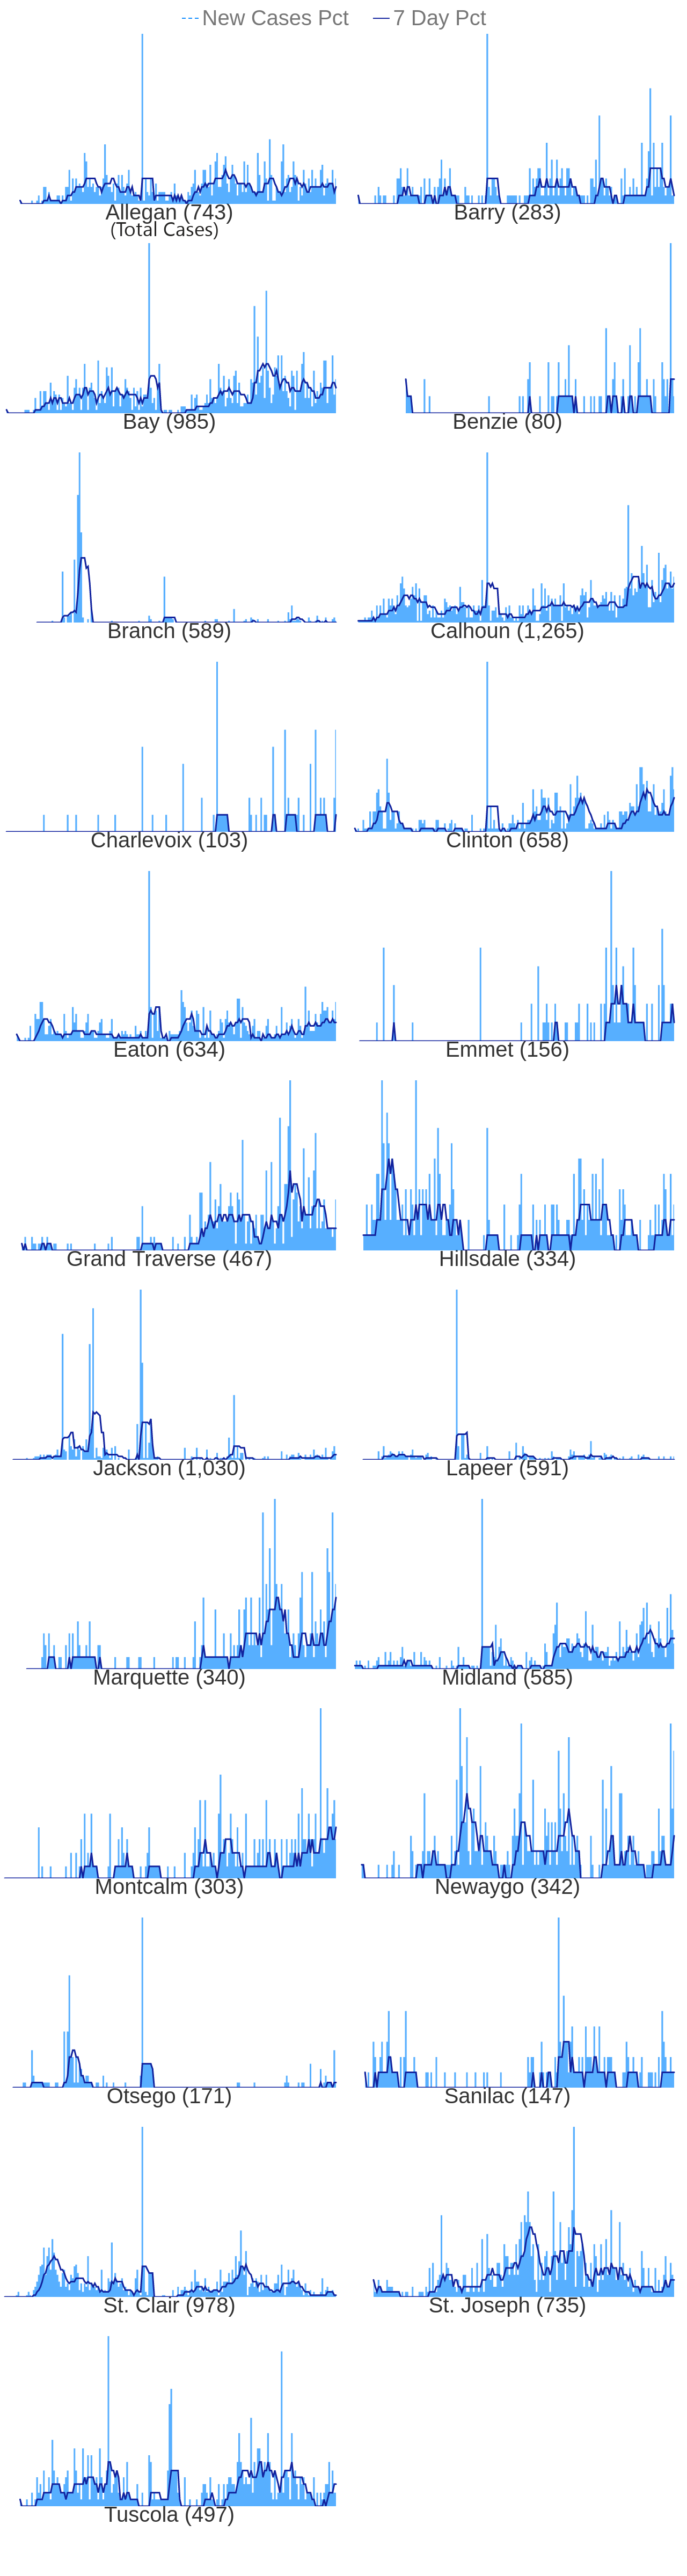 New Cases Pct 7 Day Pct
Allegan (743) Barry (283)
(Total Cases)
Bay (985) Benzie (80)
Branch (589) Calhoun (1,265)
Charlevoix (103) Clinton (658)
Eaton (634) Emmet (156)
Grand Traverse (467) Hillsdale (334)
Jackson (1,030) Lapeer (591)
Marquette (340) Midland (585)
Montcalm (303) Newaygo (342)
Otsego (171) Sanilac (147)
St. Clair (978) St. Joseph (735)
Tuscola (497)